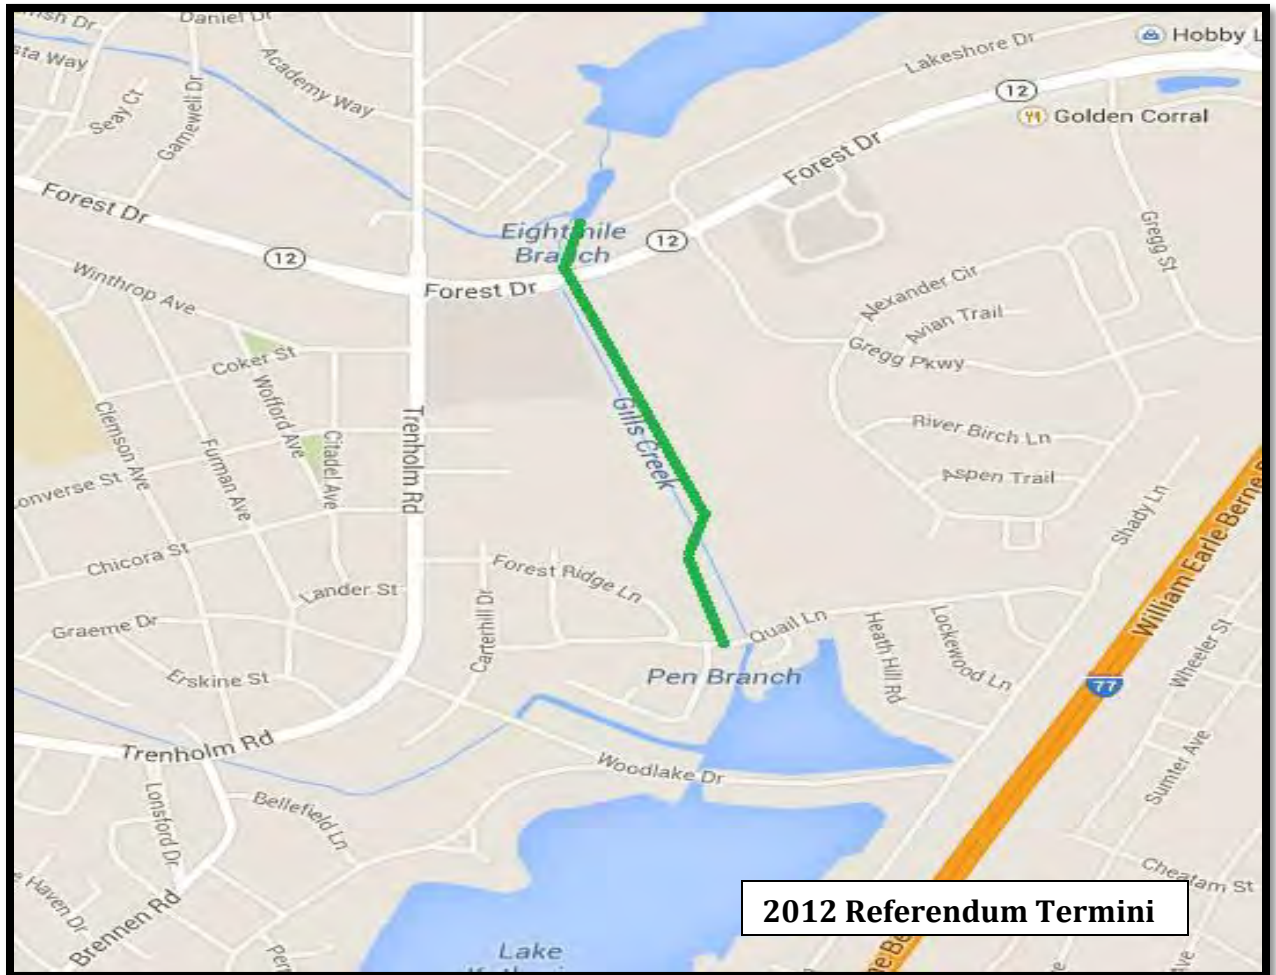 Daniel Dr
Hobby L
sta Way
Lakeshore Dr
Academy Way
12
Seay Ct
Gamewell Dr
Golden Corral
Forest Dr
Forest Dr
Eightmile
Branch
12
12
Gregg St
Winthrop Ave
Forest Dr
Alexander Cir
Avian Trail
Gregg Pkwy
Coker St
Wofford Ave
Clemson Ave
Furman Ave
Citadel Ave
Trenholm Rd
Gills Creek
River Birch Ln
Aspen Trail
onverse St
Shady Ln
Chicora St
Forest Ridge Ln
Lander St
Carterhill Dr
Graeme Dr
Quail Ln
Heath Hill Rd
Lockewood Ln
William Earle Berne
Wheeler St
Erskine St
Pen Branch
77
Trenholm Rd
Woodlake Dr
Sumter Ave
Lonsford Dr
Bellefield Ln
Cheatam St
e Haven Dr
Brennen Rd
2012 Referendum Termini
Lake
ne Be
Ave